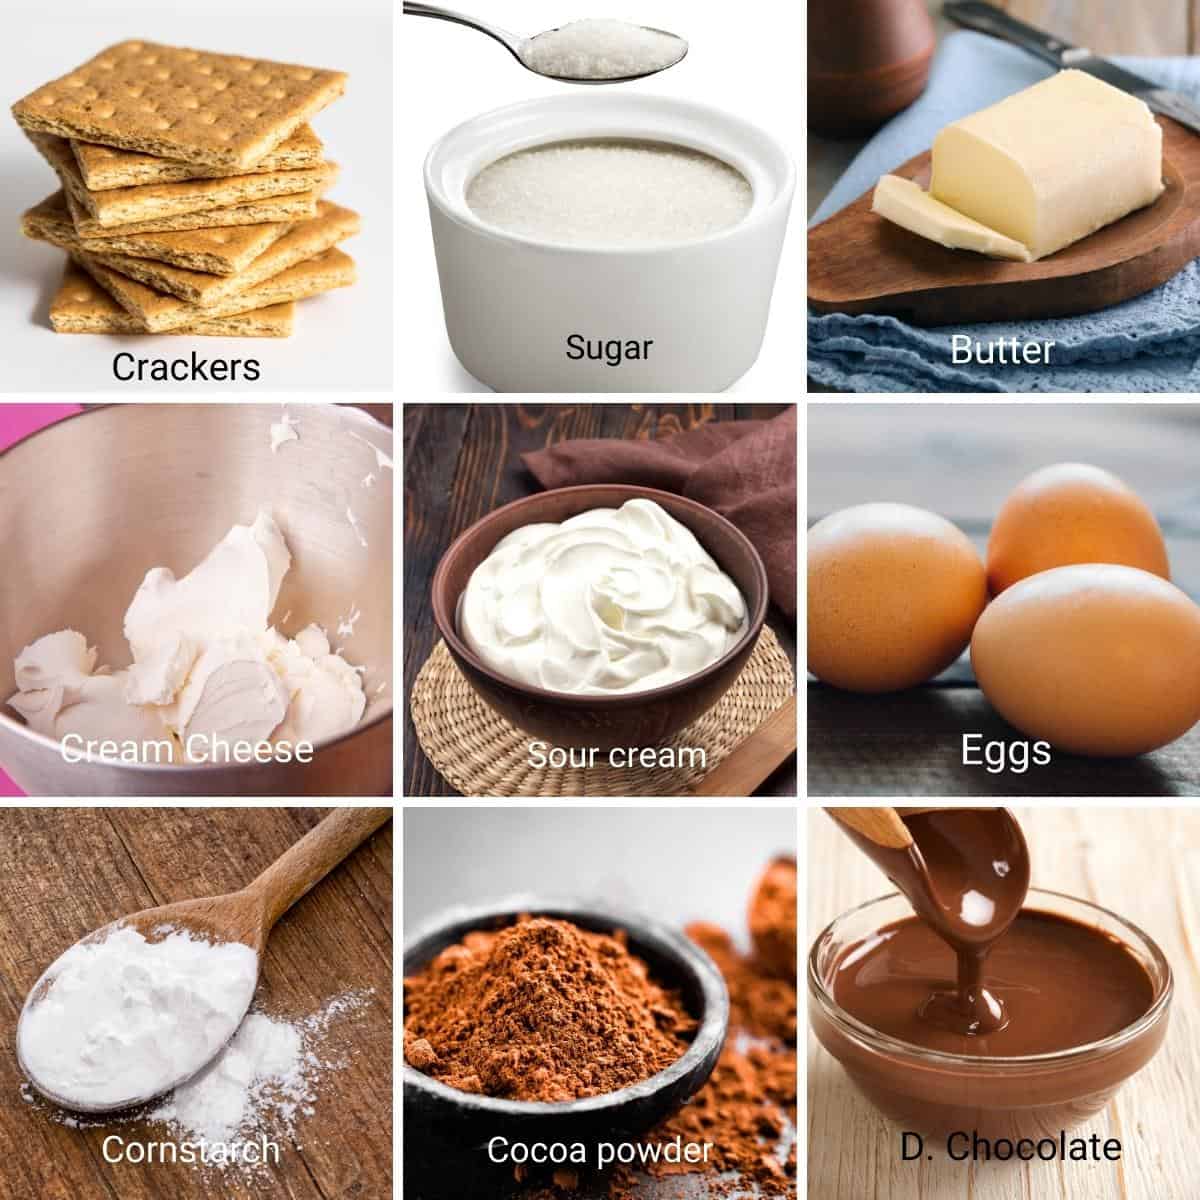 Crackers
Sugar
Butter
Cream Cheese
Sour cream
Eggs
Cornstarch
Cocoa powder
D. Chocolate